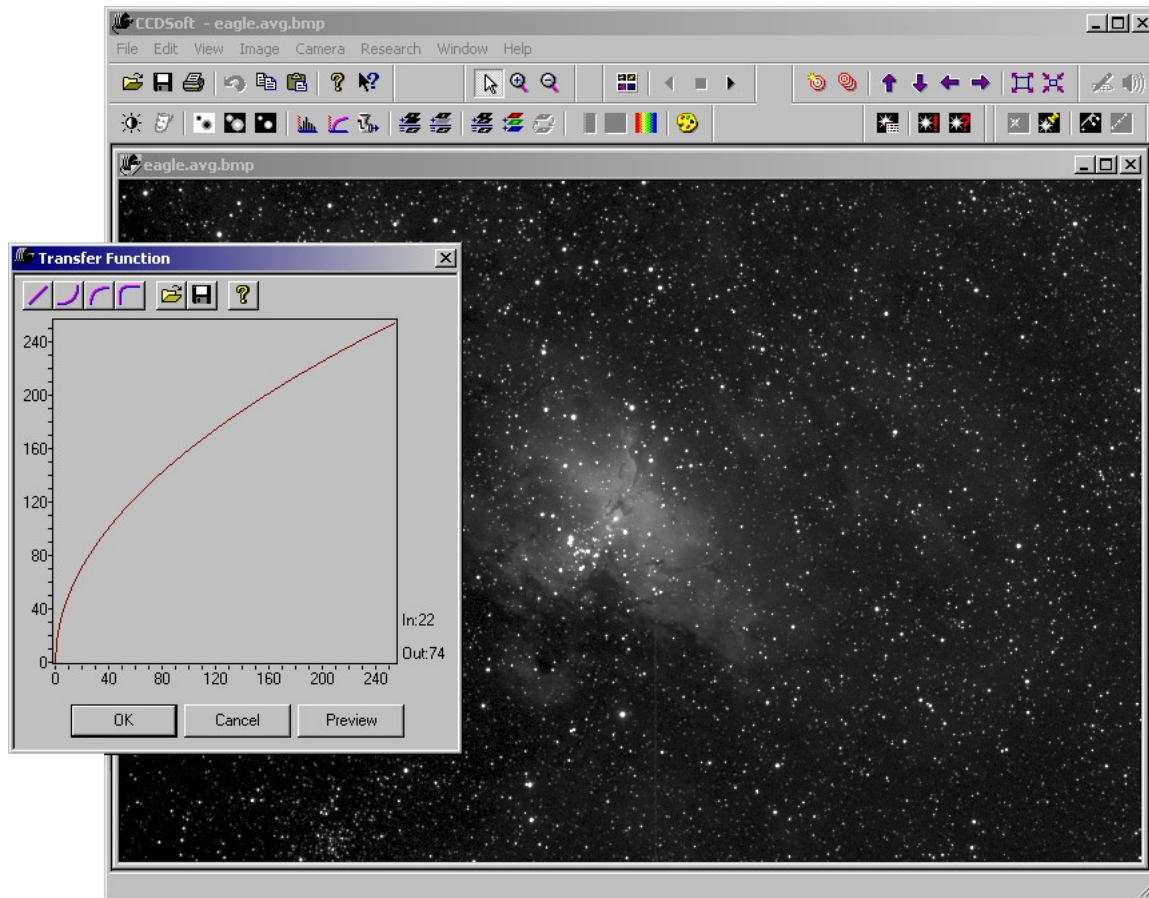 CCDSoft - eagle.avg.bmp
File Edit View Image Camera Research Window Help
eagle.avg.bmp
Transfer Function
240
200
160
120
80
40
0
0 40 80 120 160 200 240
In:22
Out:74
OK Cancel Preview